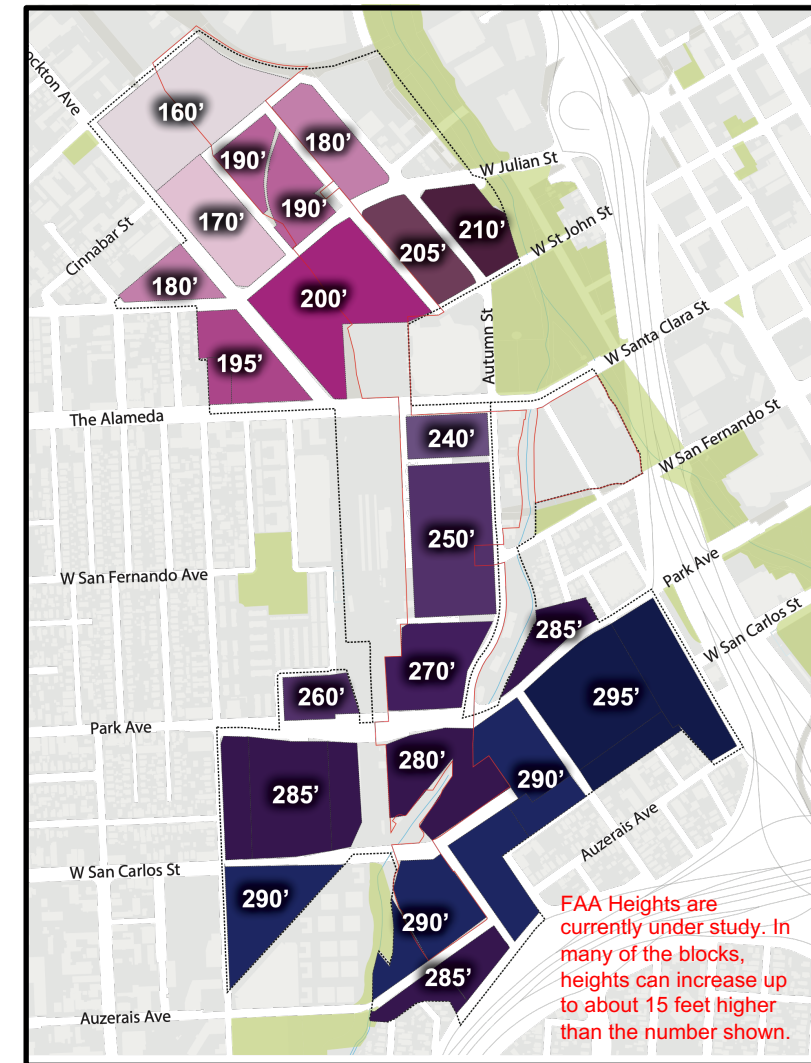 ockton Ave
160’
180’
190’
W Julian St
190’
170’
210’
Cinnabar St
205’
W St John St
180’
200’
Autumn St
W Santa Clara St
195’
The Alameda
240’
W San Fernando St
250’
Park Ave
W San Fernando Ave
W San Carlos St
285’
270’
260’
295’
Park Ave
280’
290’
285’
Auzerais Ave
W San Carlos St
290’
290’
285’
Auzerais Ave
FAA Heights are
currently under study. In
many of the blocks,
heights can increase up
to about 15 feet higher
than the number shown.